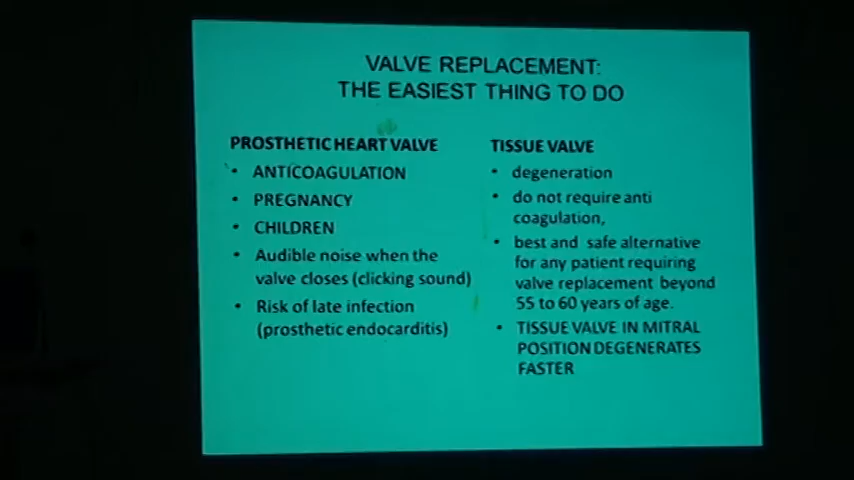 VALVE REPLACEMENT:
THE EASIEST THING TO DO
PROSTHETIC HEART VALVE
• ANTICOAGULATION
• PREGNANCY
• CHILDREN
• Audible noise when the
valve closes (clicking sound)
• Risk of late infection
(prosthetic endocarditis)
TISSUE VALVE
• degeneration
• do not require anti
coagulation,
• best and safe alternative
for any patient requiring
valve replacement beyond
55 to 60 years of age.
• TISSUE VALVE IN MITRAL
POSITION DEGENERATES
FASTER